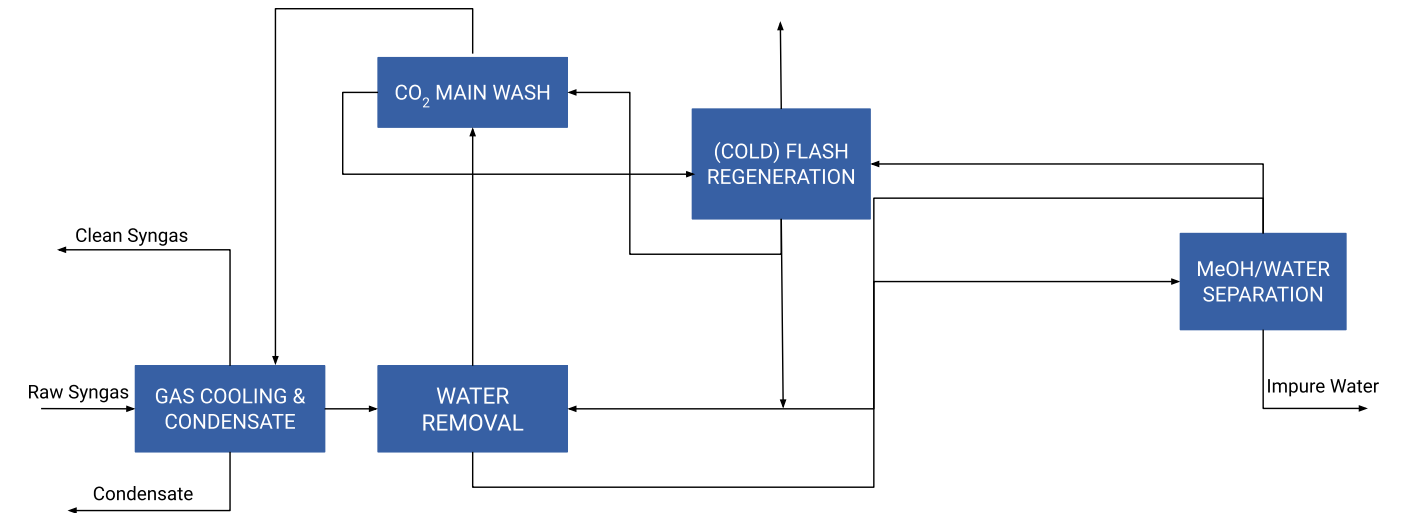 CO₂ MAIN WASH
(COLD) FLASH
REGENERATION
Clean Syngas
MeOH/WATER
SEPARATION
Raw Syngas
GAS COOLING &
CONDENSATE
WATER
REMOVAL
Impure Water
Condensate